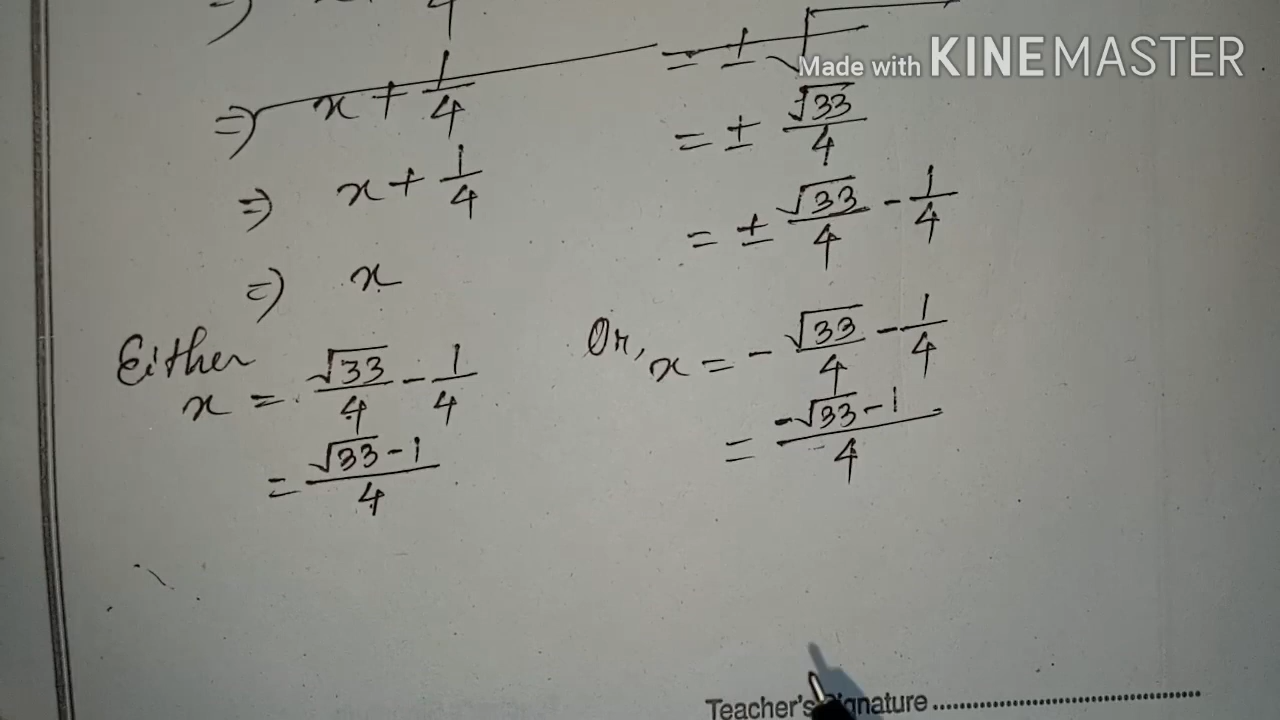 Made with KINEMASTER
⇒ x + 1/4 = ± √33/4
⇒ x + 1/4 = ± √33/4 - 1/4
⇒ x
Either x = √33/4 - 1/4
= √33 - 1/4
Or, x = - √33/4 - 1/4
= -√33 - 1/4
Teacher's Signature